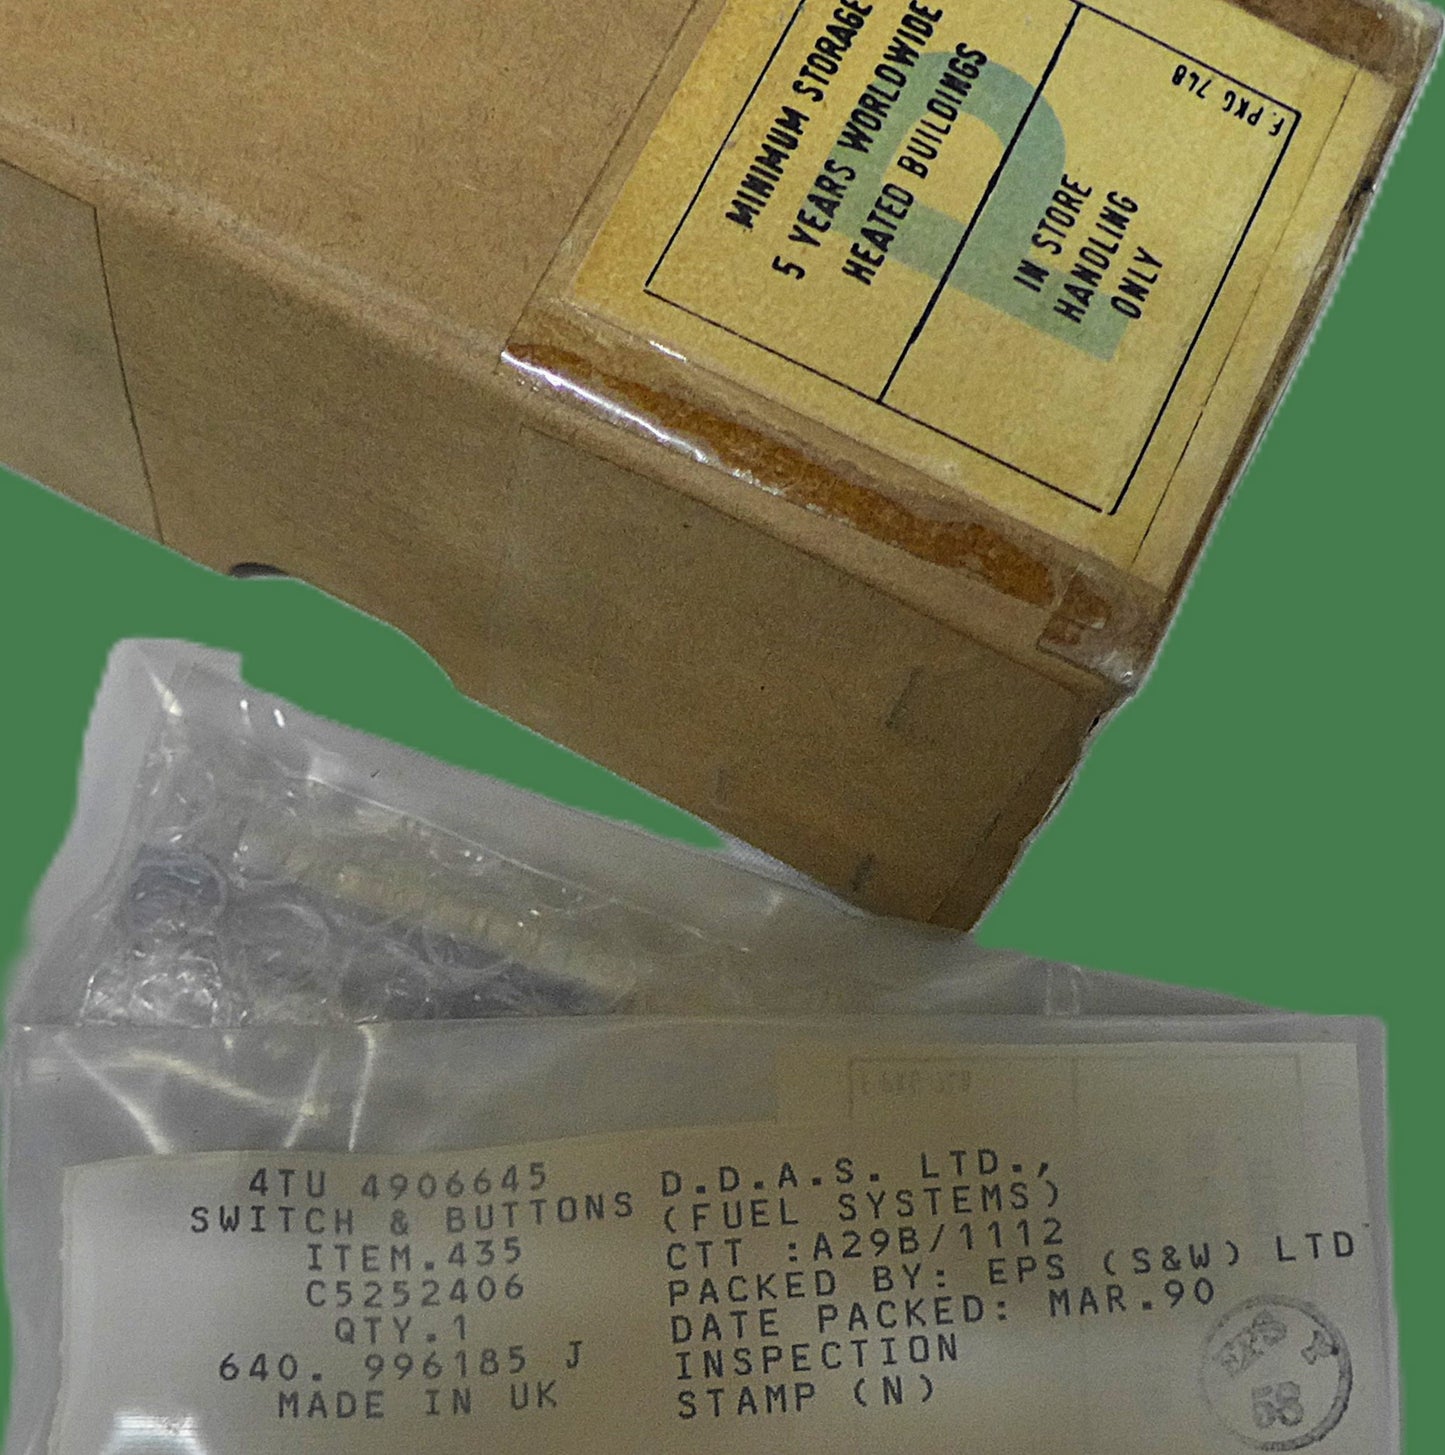 MINIMUM STORAGE
5 YEARS WORLDWIDE
HEATED BUILDINGS
IN STORE
HANDLING
ONLY
F. PKG 7L8
4TU 4906645
SWITCH & BUTTONS
ITEM.435
C5252406
QTY.1
640. 996185 J
MADE IN UK
D.D.A.S. LTD.,
(FUEL SYSTEMS)
CTT :A29B/1112
PACKED BY: EPS (S&W) LTD
DATE PACKED: MAR.90
INSPECTION
STAMP (N)
58